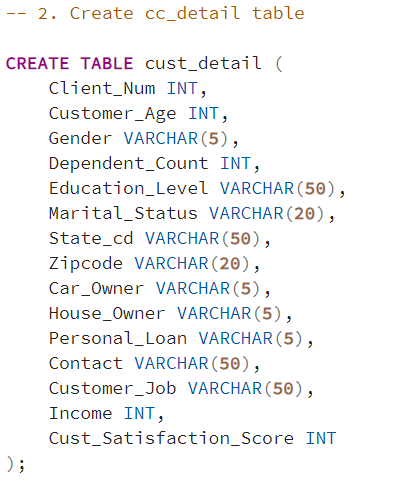 -- 2. Create cc_detail table
CREATE TABLE cust_detail (
Client_Num INT,
Customer_Age INT,
Gender VARCHAR(5),
Dependent_Count INT,
Education_Level VARCHAR(50),
Marital_Status VARCHAR(20),
State_cd VARCHAR(50),
Zipcode VARCHAR(20),
Car_Owner VARCHAR(5),
House_Owner VARCHAR(5),
Personal_Loan VARCHAR(5),
Contact VARCHAR(50),
Customer_Job VARCHAR(50),
Income INT,
Cust_Satisfaction_Score INT
);